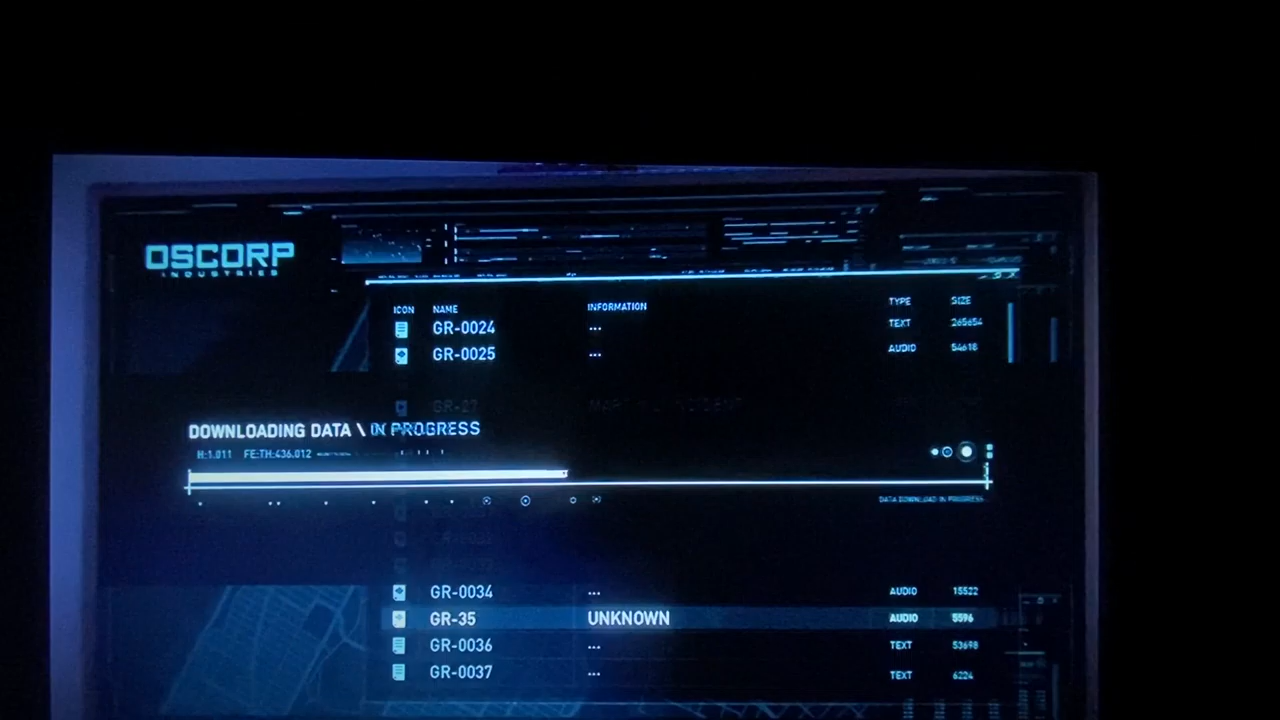 OSCORP
INDUSTRIES
ICON NAME INFORMATION TYPE SIZE
GR-0024 ... TEXT 265654
GR-0025 ... AUDIO 54618
GR-27
DOWNLOADING DATA \ IN PROGRESS
H:1.011 FE:TH:436.012
DATA DOWNLOAD IN PROGRESS
GR-0034 ... AUDIO 15522
GR-35 UNKNOWN AUDIO 5596
GR-0036 ... TEXT 53698
GR-0037 ... TEXT 6224